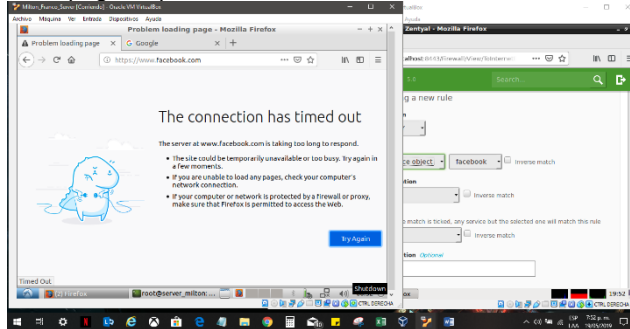 Milton_Franco_Server [Corriendo] - Oracle VM VirtualBox
Archivo Máquina Ver Entrada Dispositivos Ayuda
Problem loading page - Mozilla Firefox
Problem loading page
G Google
https://www.facebook.com
The connection has timed out
The server at www.facebook.com is taking too long to respond.
The site could be temporarily unavailable or too busy. Try again in
a few moments.
If you are unable to load any pages, check your computer's
network connection.
If your computer or network is protected by a firewall or proxy,
make sure that Firefox is permitted to access the Web.
Try Again
Timed Out
Shutdown
root@server_milton: ...
CTRL DERECHA
Ayuda
Zentyal - Mozilla Firefox
Search...
g a new rule
ce object
facebook
Inverse match
tion
Inverse match
e match is ticked, any service but the selected one will match this rule
Inverse match
tion Optional
19:52
CTRL DERECHA
ESP
LAA
7:52 p. m.
19/05/2019